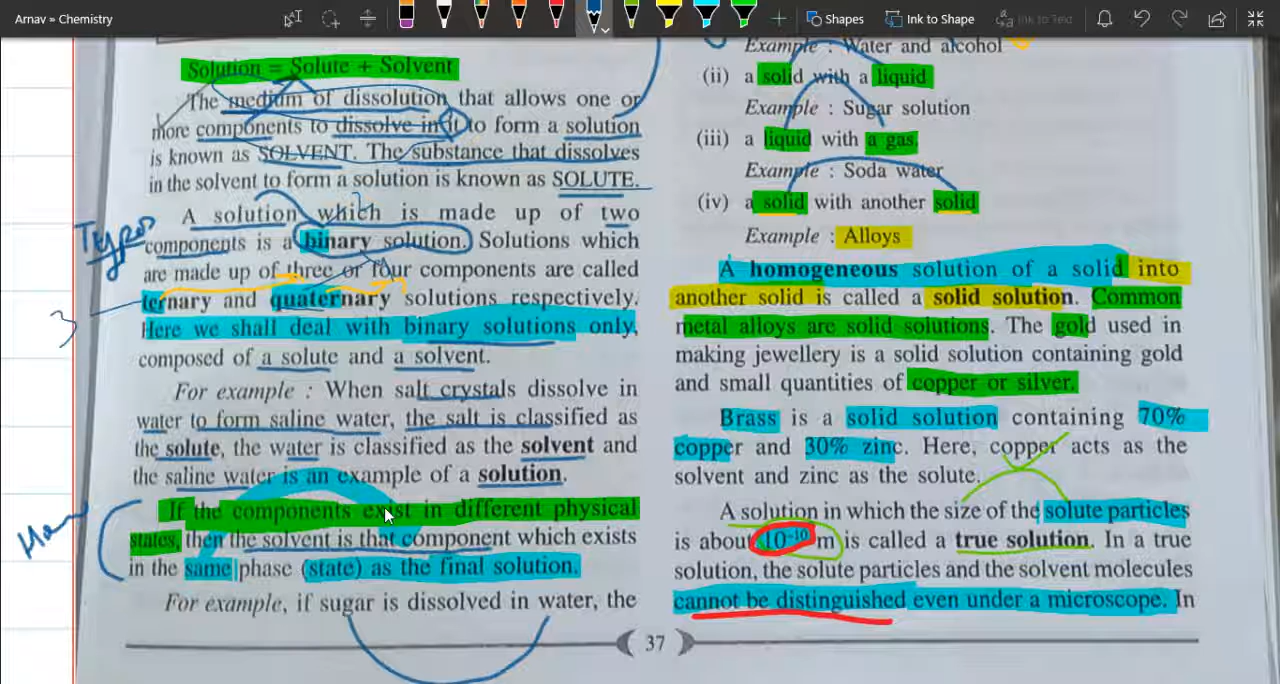 Arnav » Chemistry
Shapes
Ink to Shape
Ink to Text
Solution = Solute + Solvent
The medium of dissolution that allows one or
more components to dissolve in it to form a solution
is known as SOLVENT. The substance that dissolves
in the solvent to form a solution is known as SOLUTE.
Types
A solution which is made up of two
components is a binary solution. Solutions which
are made up of three or four components are called
ternary and quaternary solutions respectively.
3
Here we shall deal with binary solutions only,
composed of a solute and a solvent.
For example : When salt crystals dissolve in
water to form saline water, the salt is classified as
the solute, the water is classified as the solvent and
the saline water is an example of a solution.
If the components exist in different physical
states, then the solvent is that component which exists
in the same phase (state) as the final solution.
For example, if sugar is dissolved in water, the
Example : Water and alcohol
(ii) a solid with a liquid
Example : Sugar solution
(iii) a liquid with a gas.
Example : Soda water
(iv) a solid with another solid
Example : Alloys
A homogeneous solution of a solid into
another solid is called a solid solution. Common
metal alloys are solid solutions. The gold used in
making jewellery is a solid solution containing gold
and small quantities of copper or silver.
Brass is a solid solution containing 70%
copper and 30% zinc. Here, copper acts as the
solvent and zinc as the solute.
A solution in which the size of the solute particles
is about 10⁻¹⁰ m is called a true solution. In a true
solution, the solute particles and the solvent molecules
cannot be distinguished even under a microscope. In
37